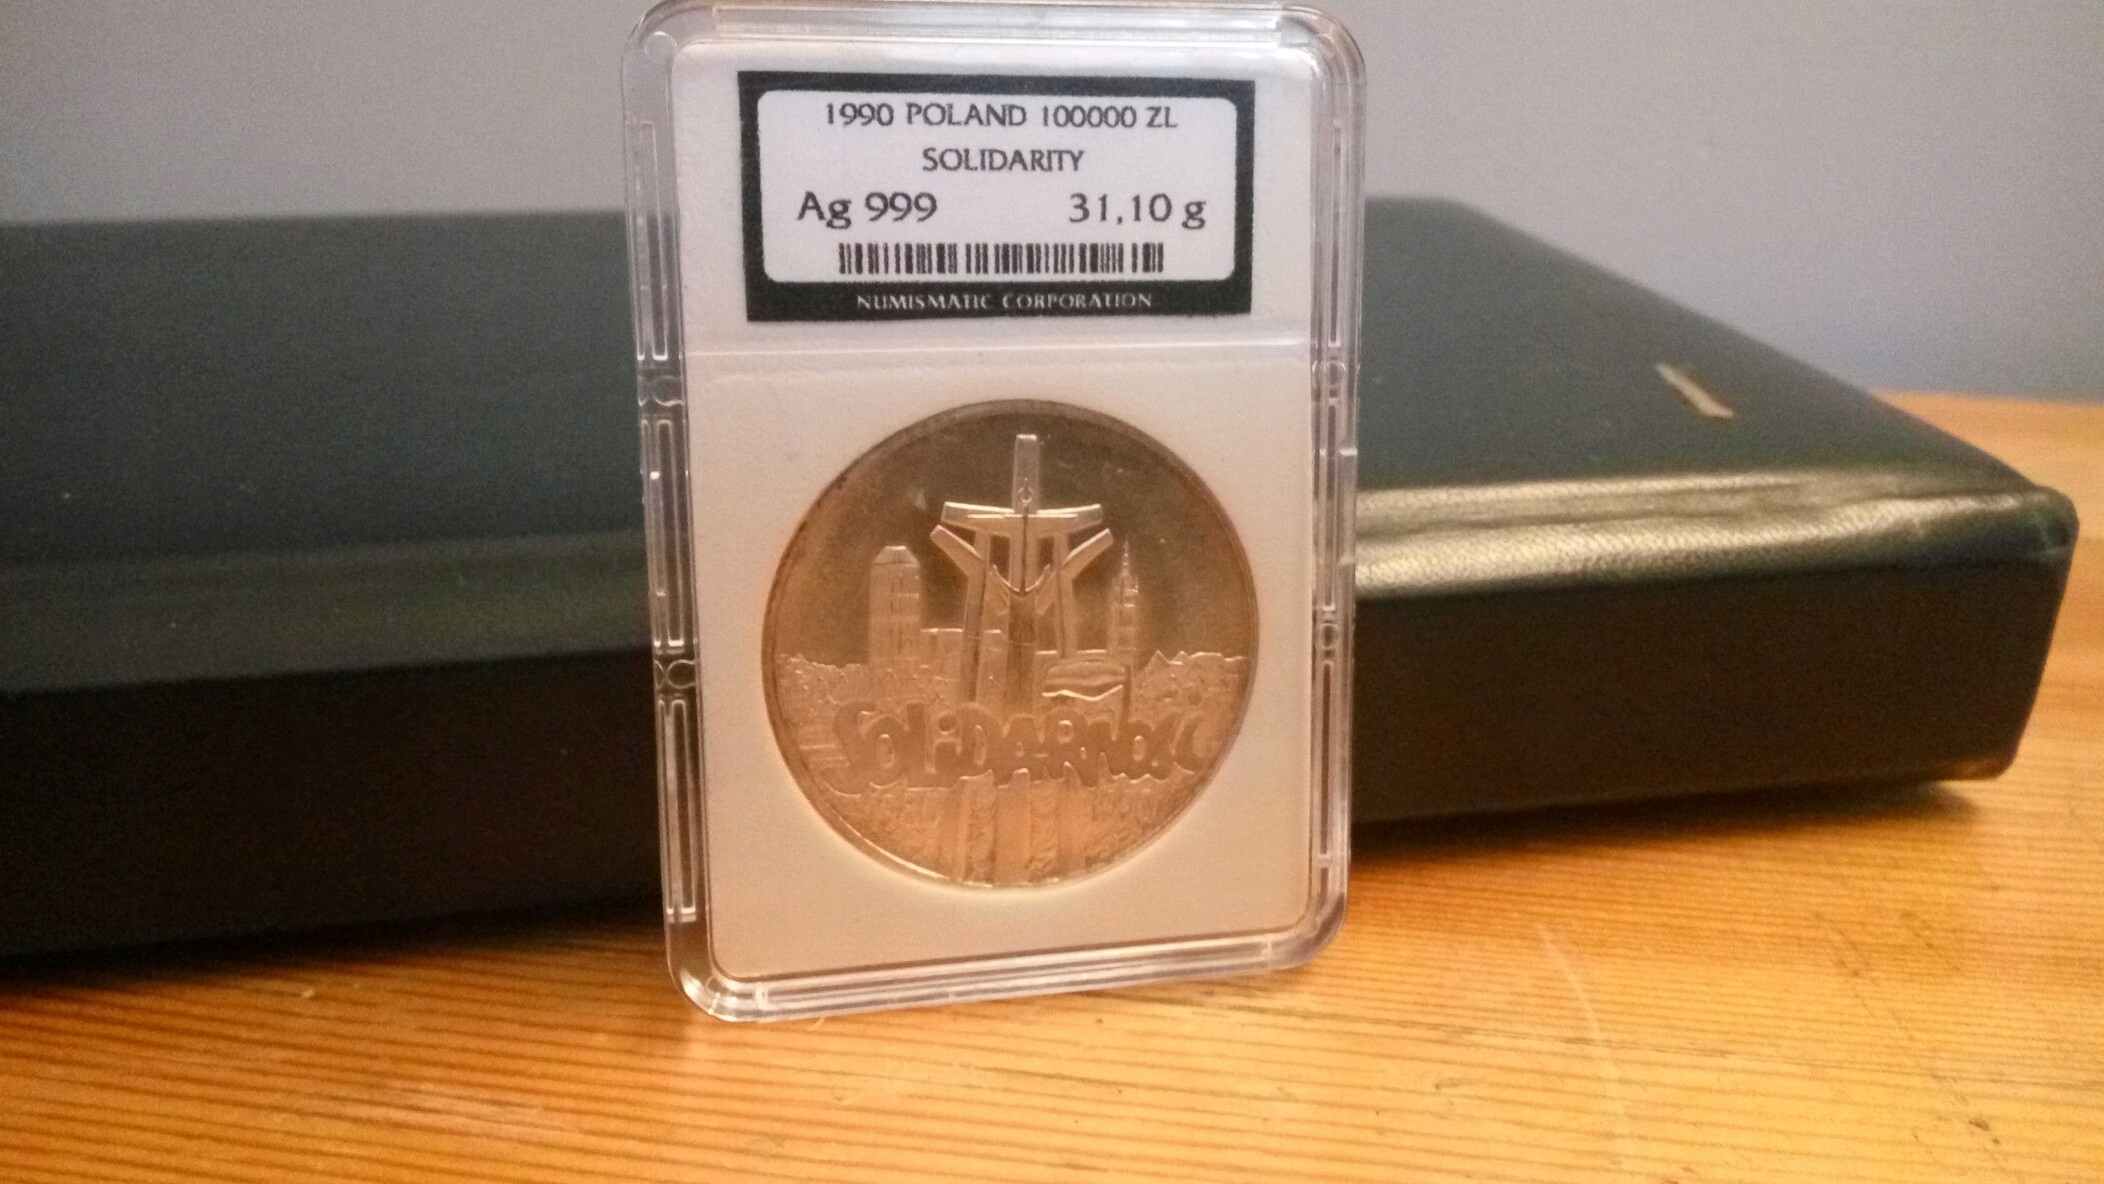 1990 POLAND 100000 ZL
SOLIDARITY
Ag 999 31,10 g
NUMISMATIC CORPORATION
SOLiDARNOŚĆ